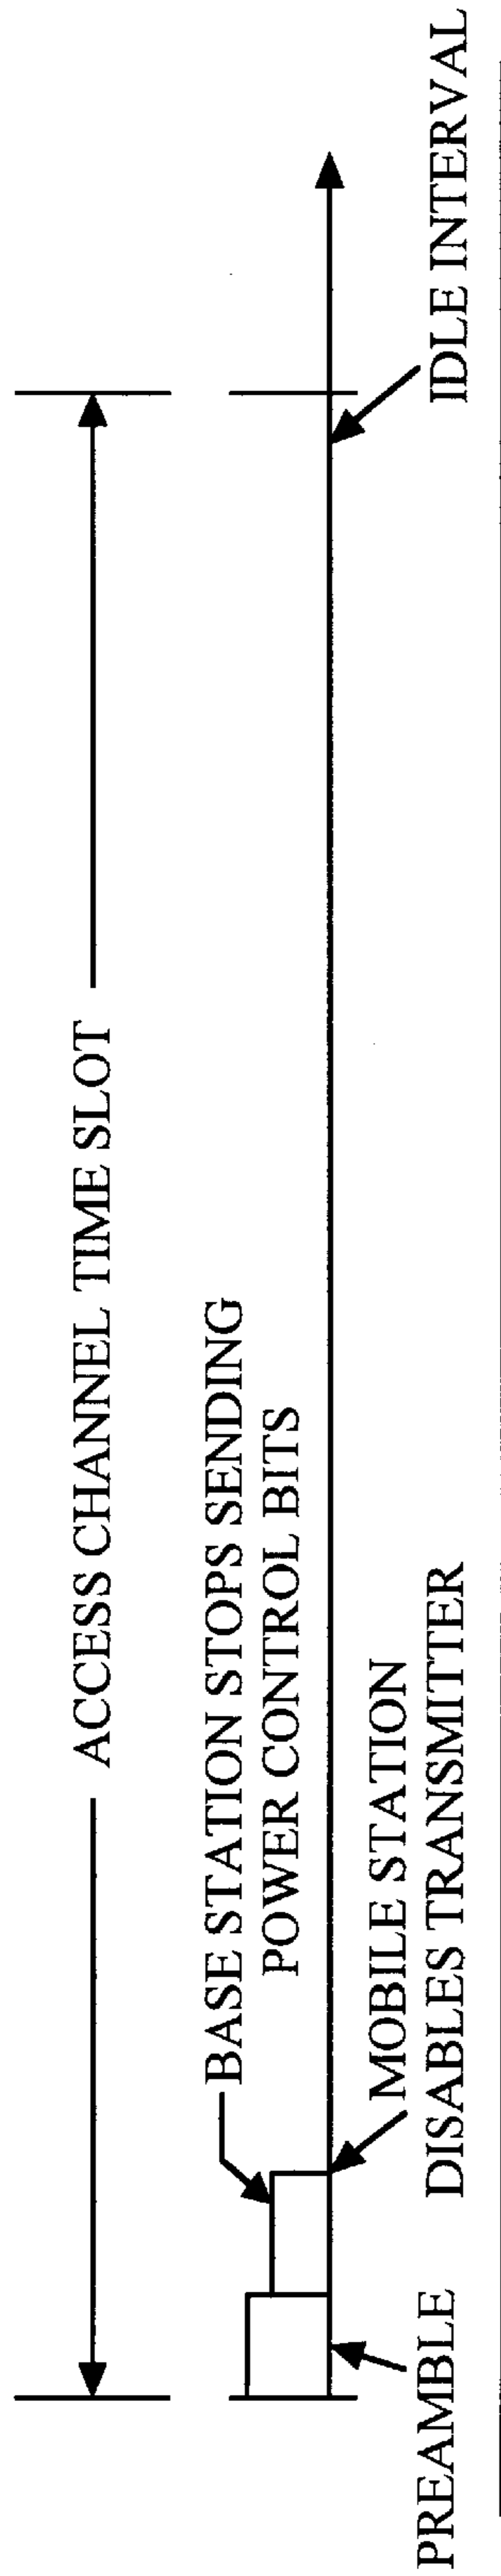 ACCESS CHANNEL TIME SLOT
BASE STATION STOPS SENDING
POWER CONTROL BITS
PREAMBLE
MOBILE STATION
DISABLES TRANSMITTER
IDLE INTERVAL